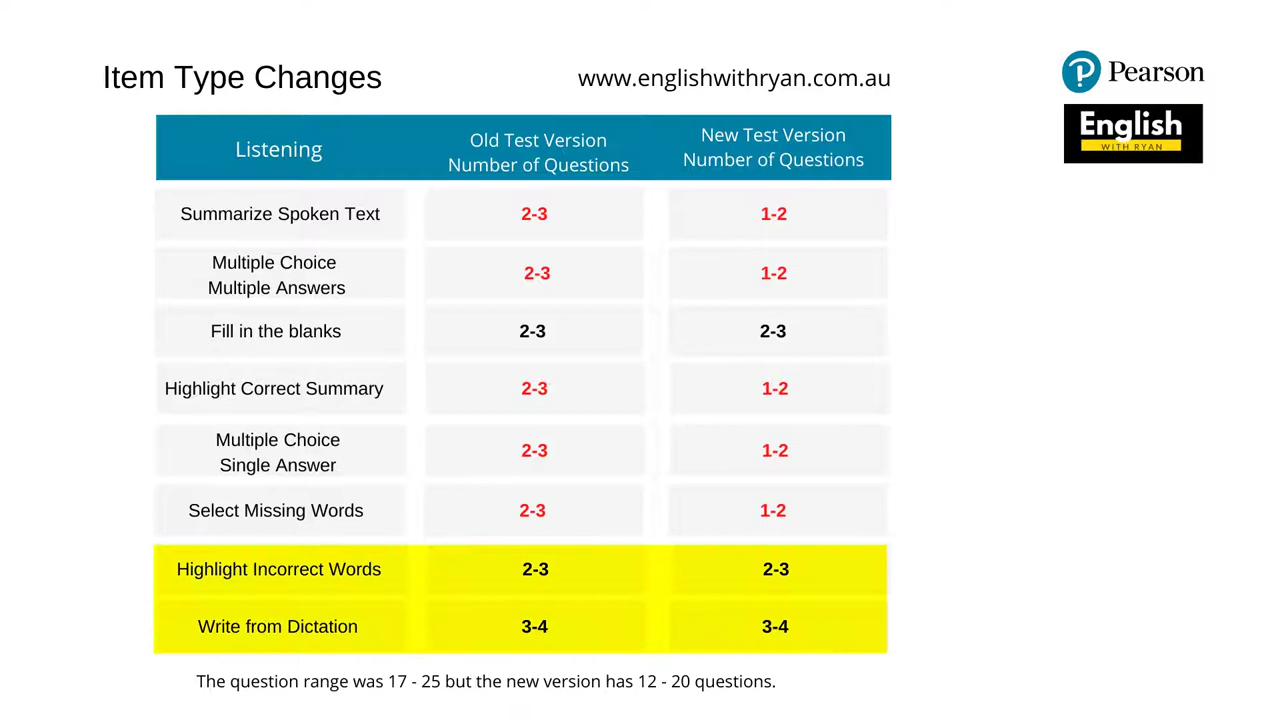 Item Type Changes
www.englishwithryan.com.au
Pearson
English
WITH RYAN
Listening
Old Test Version
Number of Questions
New Test Version
Number of Questions
Summarize Spoken Text
2-3
1-2
Multiple Choice
Multiple Answers
2-3
1-2
Fill in the blanks
2-3
2-3
Highlight Correct Summary
2-3
1-2
Multiple Choice
Single Answer
2-3
1-2
Select Missing Words
2-3
1-2
Highlight Incorrect Words
2-3
2-3
Write from Dictation
3-4
3-4
The question range was 17 - 25 but the new version has 12 - 20 questions.